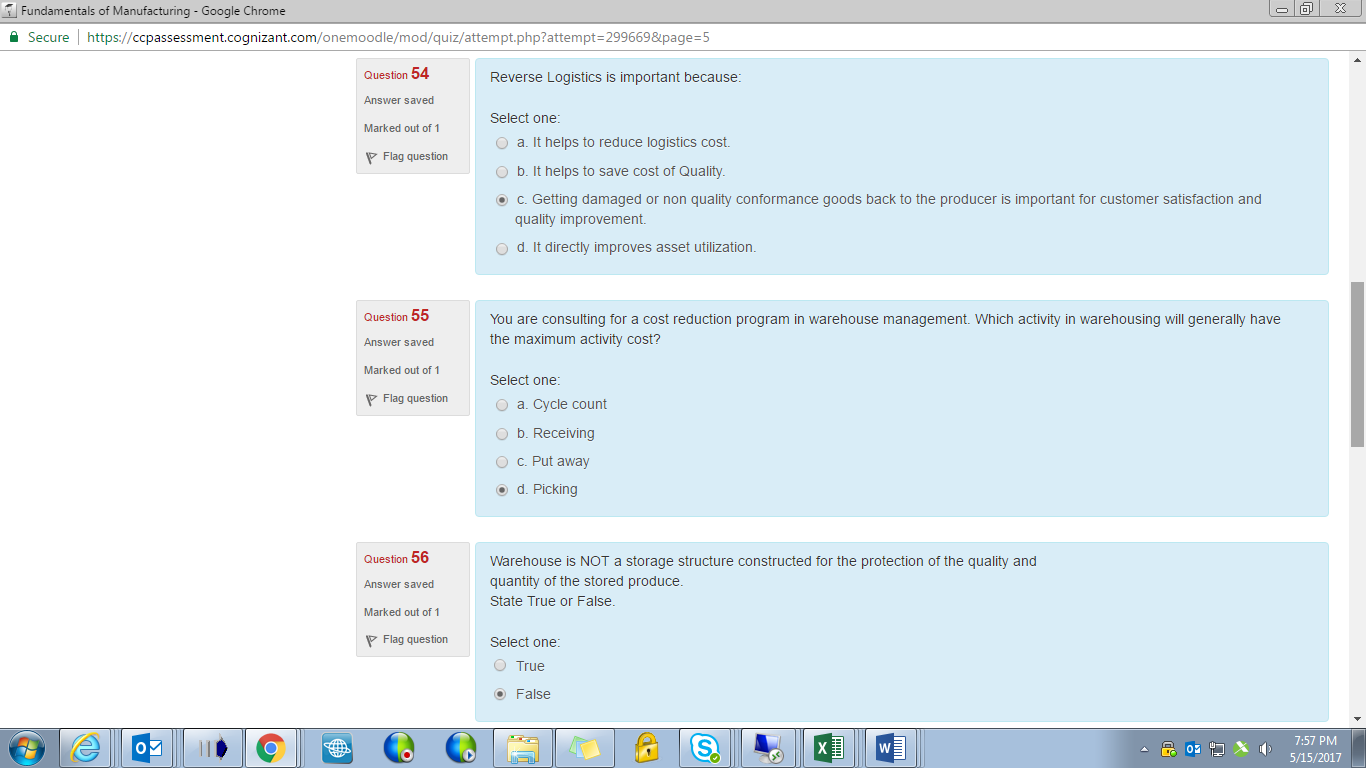 Fundamentals of Manufacturing - Google Chrome
Secure https://ccpassessment.cognizant.com/onemoodle/mod/quiz/attempt.php?attempt=299669&page=5
Question 54
Answer saved
Marked out of 1
Flag question
Reverse Logistics is important because:
Select one:
a. It helps to reduce logistics cost.
b. It helps to save cost of Quality.
c. Getting damaged or non quality conformance goods back to the producer is important for customer satisfaction and
quality improvement.
d. It directly improves asset utilization.
Question 55
Answer saved
Marked out of 1
Flag question
You are consulting for a cost reduction program in warehouse management. Which activity in warehousing will generally have
the maximum activity cost?
Select one:
a. Cycle count
b. Receiving
c. Put away
d. Picking
Question 56
Answer saved
Marked out of 1
Flag question
Warehouse is NOT a storage structure constructed for the protection of the quality and
quantity of the stored produce.
State True or False.
Select one:
True
False
7:57 PM
5/15/2017